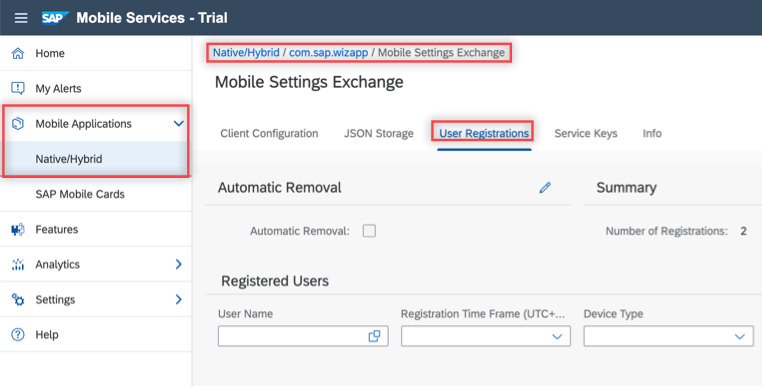 SAP Mobile Services - Trial
Home
My Alerts
Mobile Applications
Native/Hybrid
SAP Mobile Cards
Features
Analytics
Settings
Help
Native/Hybrid / com.sap.wizapp / Mobile Settings Exchange
Mobile Settings Exchange
Client Configuration JSON Storage User Registrations Service Keys Info
Automatic Removal
Automatic Removal:
Summary
Number of Registrations: 2
Registered Users
User Name Registration Time Frame (UTC+... Device Type